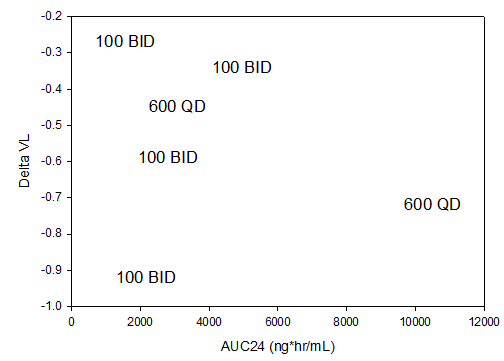 -0.2
100 BID
-0.3
100 BID
-0.4
600 QD
-0.5
100 BID
-0.6
-0.7
600 QD
-0.8
-0.9
100 BID
-1.0
Delta VL
0 2000 4000 6000 8000 10000 12000
AUC24 (ng*hr/mL)